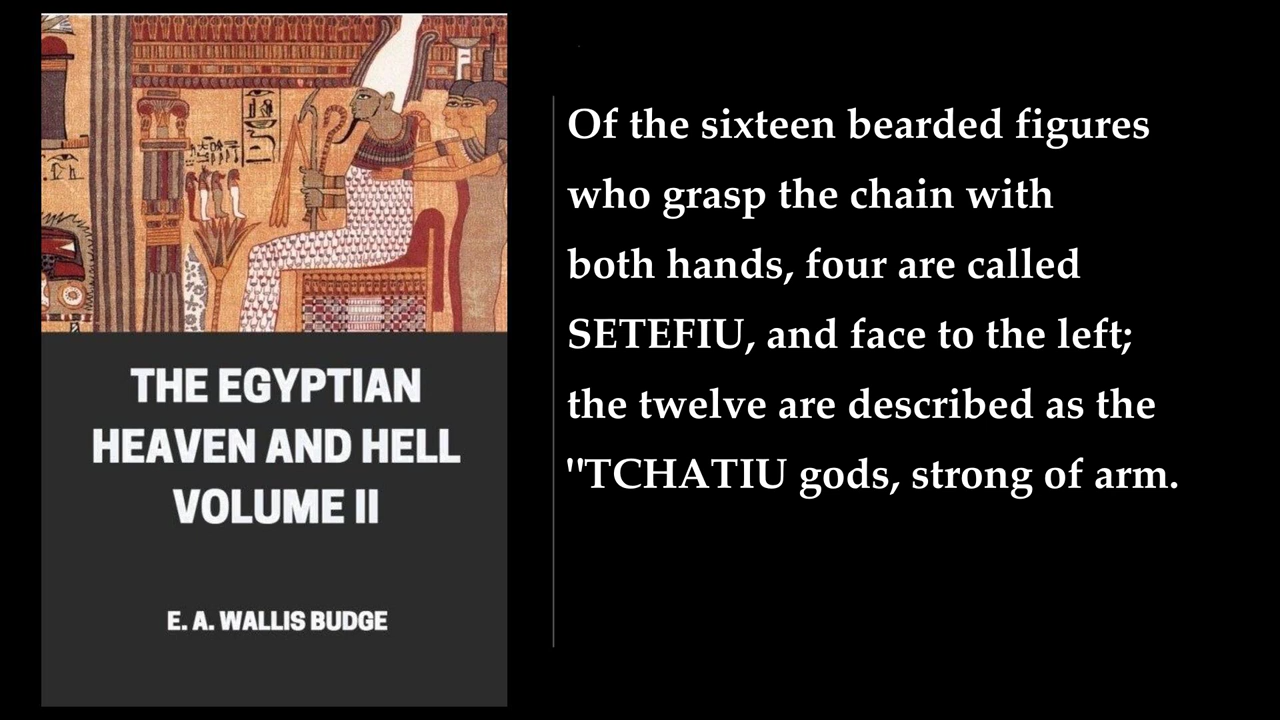 THE EGYPTIAN
HEAVEN AND HELL
VOLUME II
E. A. WALLIS BUDGE
Of the sixteen bearded figures
who grasp the chain with
both hands, four are called
SETEFIU, and face to the left;
the twelve are described as the
"TCHATIU gods, strong of arm.